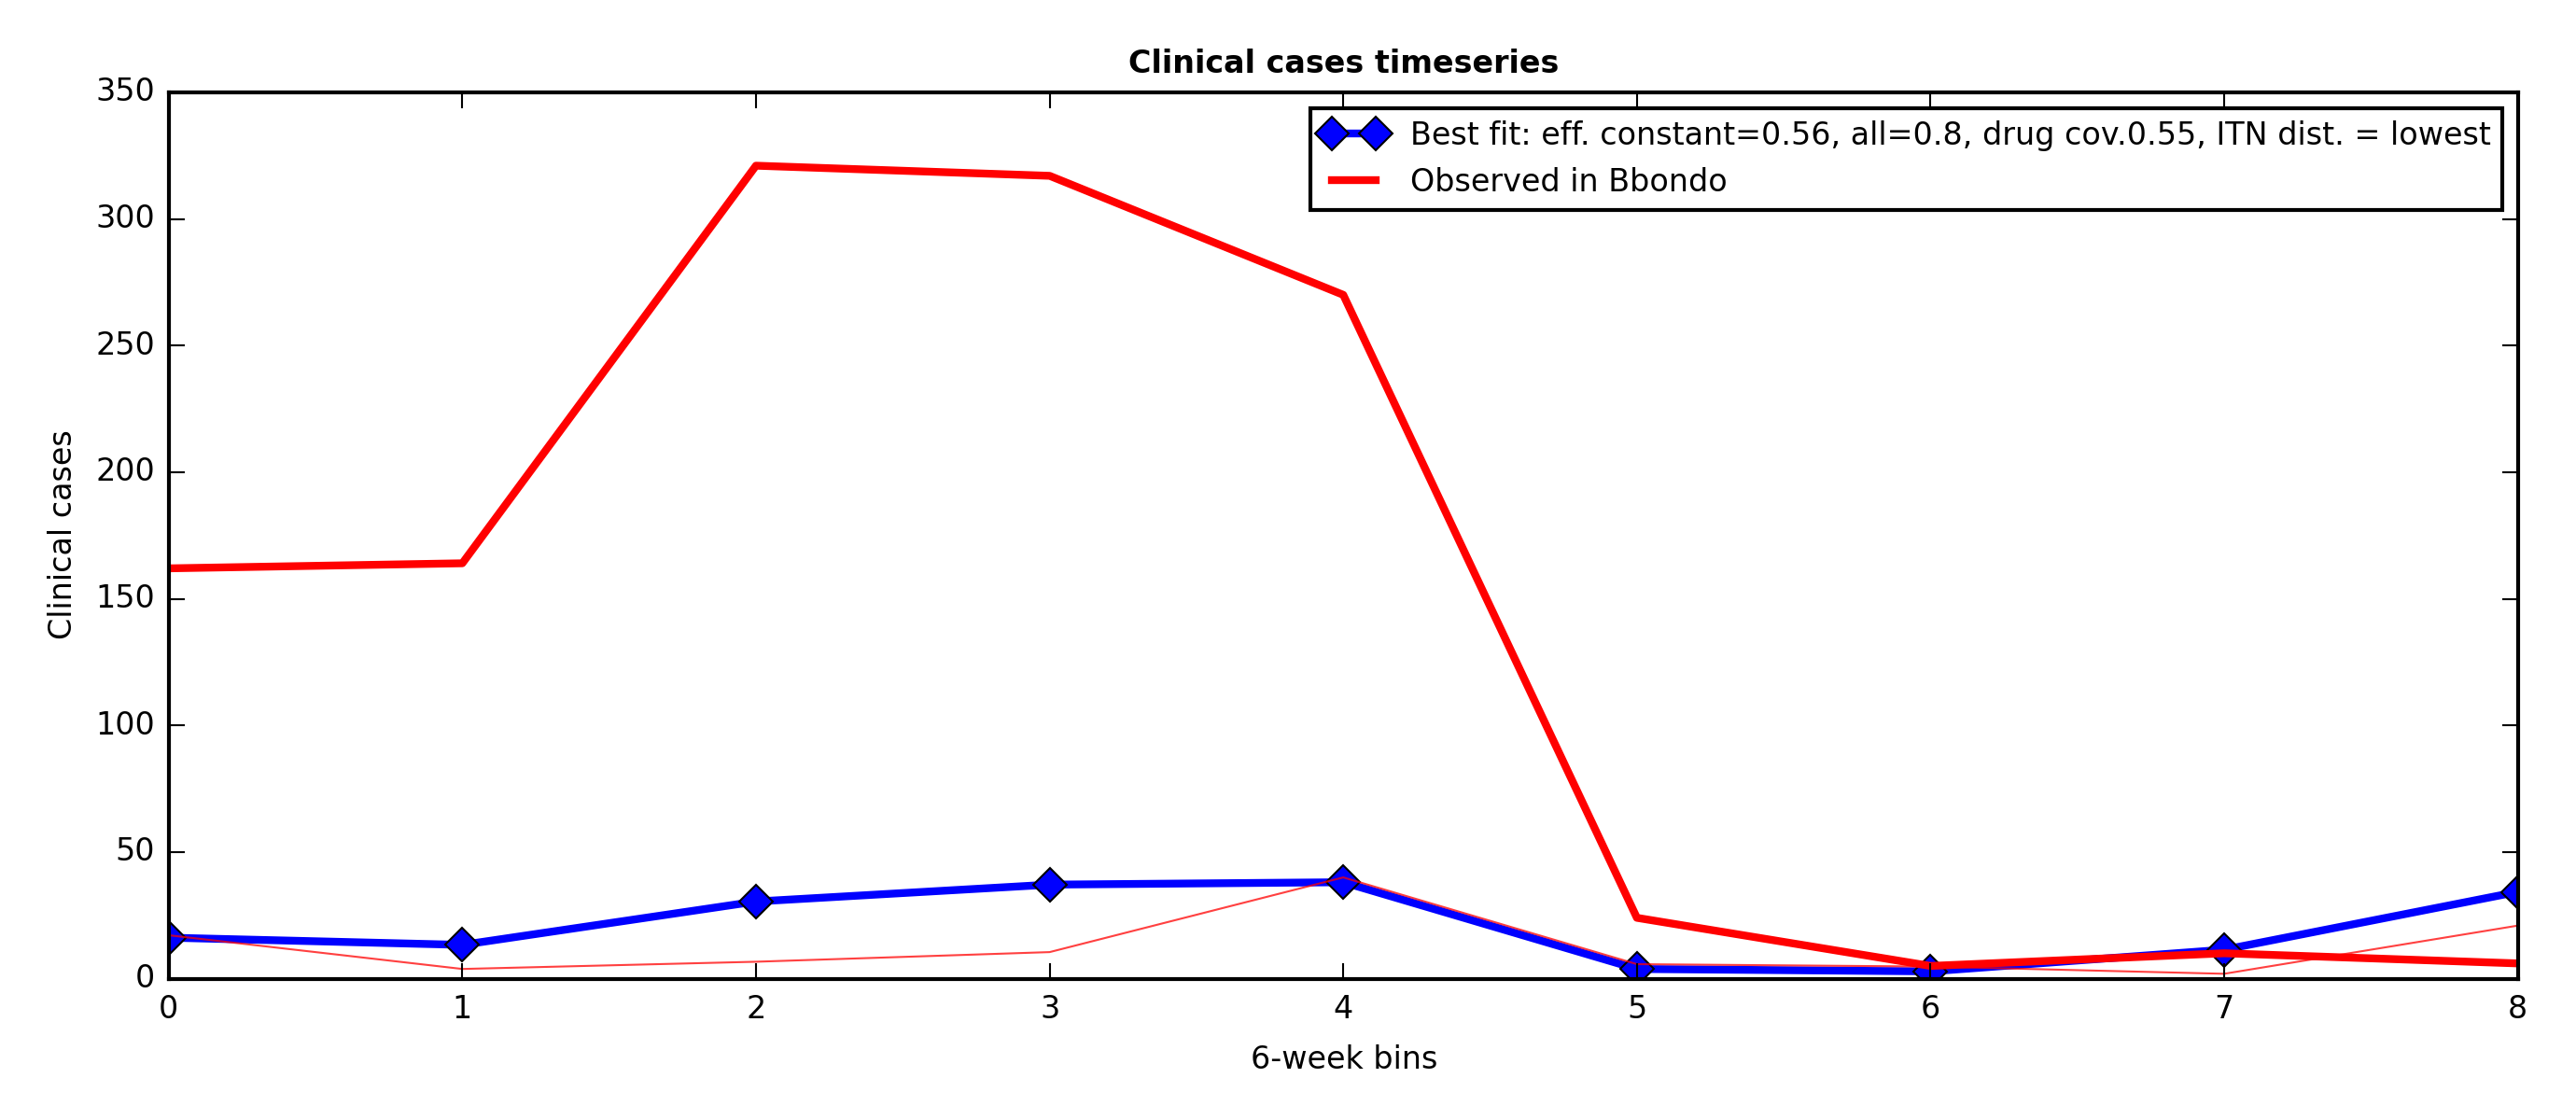 Clinical cases timeseries
350
300
250
200
150
100
50
0
Clinical cases
Best fit: eff. constant=0.56, all=0.8, drug cov.0.55, ITN dist. = lowest
Observed in Bbondo
0 1 2 3 4 5 6 7 8
6-week bins